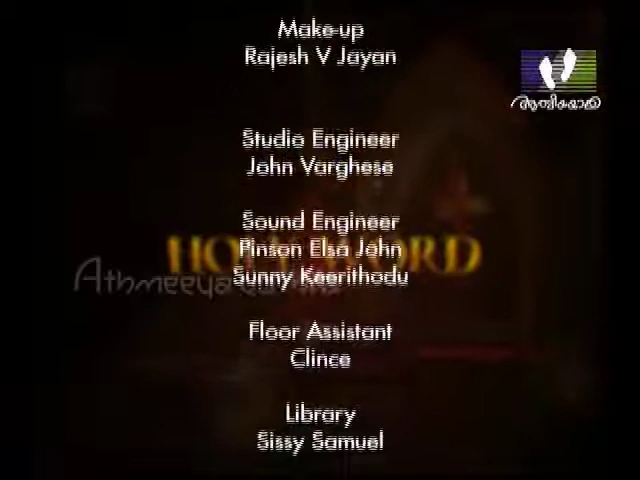 Make-up
Rajesh V Jayan
Studio Engineer
John Varghese
Sound Engineer
Pinson Elsa John
Sunny Keerithodu
Floor Assistant
Clince
Library
Sissy Samuel
Athmeeya